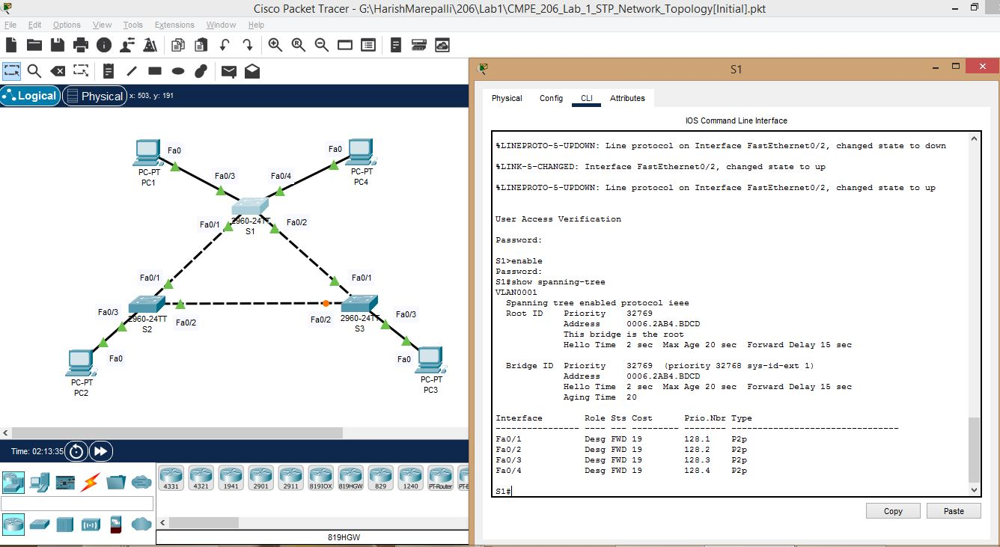 Cisco Packet Tracer - G:\HarishMarepalli\206\Lab1\CMPE_206_Lab_1_STP_Network_Topology[Initial].pkt
File Edit Options View Tools Extensions Window Help
Logical Physical x: 503, y: 191
Fa0
PC-PT
PC1
Fa0
PC-PT
PC4
Fa0/3
Fa0/4
2960-24TT
S1
Fa0/1
Fa0/2
Fa0/1
Fa0/1
Fa0/3
2960-24TT
S2
Fa0/2
Fa0/2
2960-24TT
S3
Fa0/3
Fa0
PC-PT
PC2
Fa0
PC-PT
PC3
Time: 02:13:35
4331 4321 1941 2901 2911 819IOX 819HGW 829 1240 PT-Router
819HGW
S1
Physical Config CLI Attributes
IOS Command Line Interface
%LINEPROTO-5-UPDOWN: Line protocol on Interface FastEthernet0/2, changed state to down
%LINK-5-CHANGED: Interface FastEthernet0/2, changed state to up
%LINEPROTO-5-UPDOWN: Line protocol on Interface FastEthernet0/2, changed state to up
User Access Verification
Password:
S1>enable
Password:
S1#show spanning-tree
VLAN0001
Spanning tree enabled protocol ieee
Root ID Priority 32769
Address 0006.2AB4.BDCD
This bridge is the root
Hello Time 2 sec Max Age 20 sec Forward Delay 15 sec
Bridge ID Priority 32769 (priority 32768 sys-id-ext 1)
Address 0006.2AB4.BDCD
Hello Time 2 sec Max Age 20 sec Forward Delay 15 sec
Aging Time 20
Interface Role Sts Cost Prio.Nbr Type
---------------- ---- --- --------- -------- --------------------------------
Fa0/1 Desg FWD 19 128.1 P2p
Fa0/2 Desg FWD 19 128.2 P2p
Fa0/3 Desg FWD 19 128.3 P2p
Fa0/4 Desg FWD 19 128.4 P2p
S1#
Copy Paste